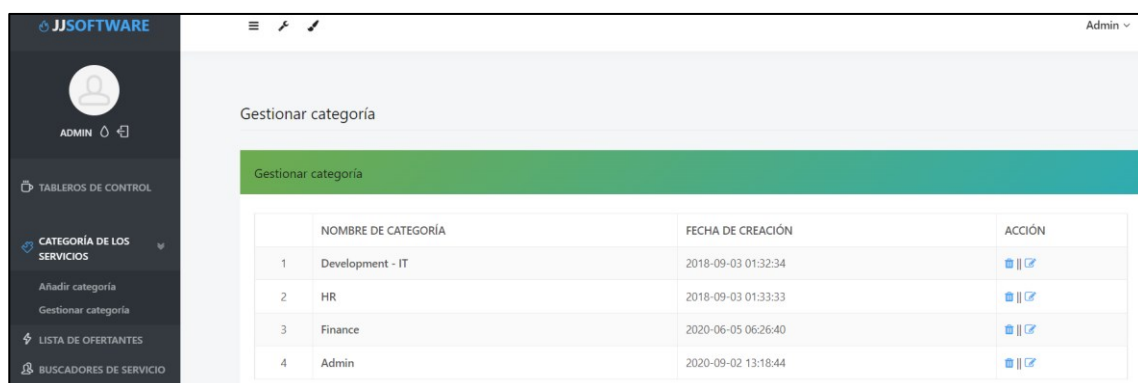 JJSOFTWARE
Admin
ADMIN
TABLEROS DE CONTROL
CATEGORÍA DE LOS
SERVICIOS
Añadir categoría
Gestionar categoría
LISTA DE OFERTANTES
BUSCADORES DE SERVICIO
Gestionar categoría
Gestionar categoría
NOMBRE DE CATEGORÍA FECHA DE CREACIÓN ACCIÓN
1 Development - IT 2018-09-03 01:32:34 ||
2 HR 2018-09-03 01:33:33 ||
3 Finance 2020-06-05 06:26:40 ||
4 Admin 2020-09-02 13:18:44 ||